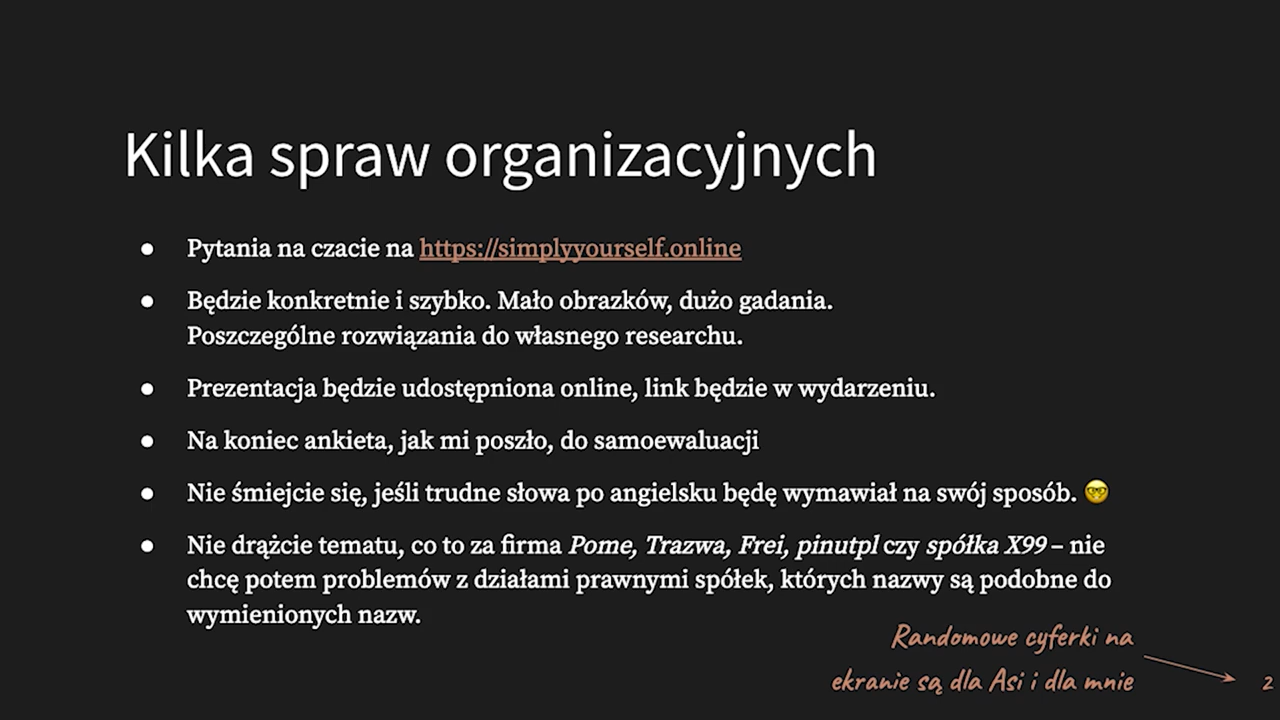 Kilka spraw organizacyjnych
● Pytania na czacie na https://simplyyourself.online
● Będzie konkretnie i szybko. Mało obrazków, dużo gadania.
Poszczególne rozwiązania do własnego researchu.
● Prezentacja będzie udostępniona online, link będzie w wydarzeniu.
● Na koniec ankieta, jak mi poszło, do samoewaluacji
● Nie śmiejcie się, jeśli trudne słowa po angielsku będę wymawiał na swój sposób. 🤓
● Nie drążcie tematu, co to za firma Pome, Trazwa, Frei, pinutpl czy spółka X99 – nie
chcę potem problemów z działami prawnymi spółek, których nazwy są podobne do
wymienionych nazw.
Randomowe cyferki na
ekranie są dla Asi i dla mnie
2